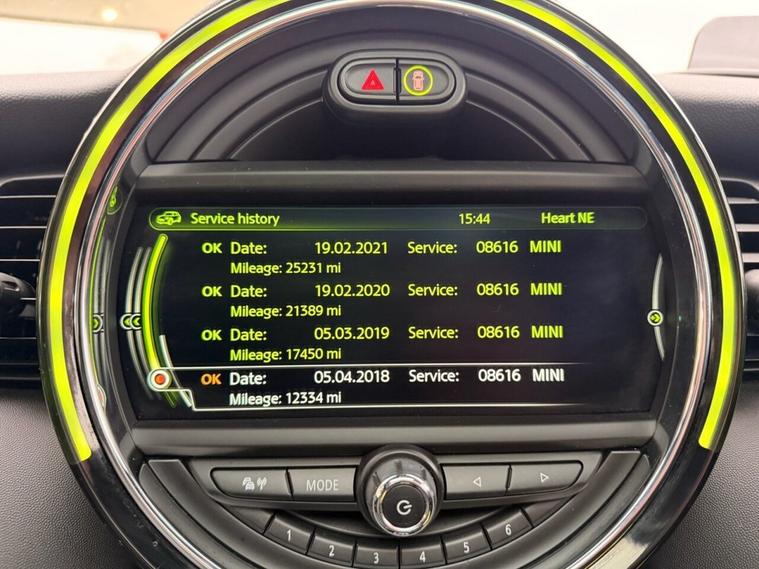 Service history 15:44 Heart NE
OK Date: 19.02.2021 Service: 08616 MINI
Mileage: 25231 mi
OK Date: 19.02.2020 Service: 08616 MINI
Mileage: 21389 mi
OK Date: 05.03.2019 Service: 08616 MINI
Mileage: 17450 mi
OK Date: 05.04.2018 Service: 08616 MINI
Mileage: 12334 mi
MODE
1 2 3 4 5 6